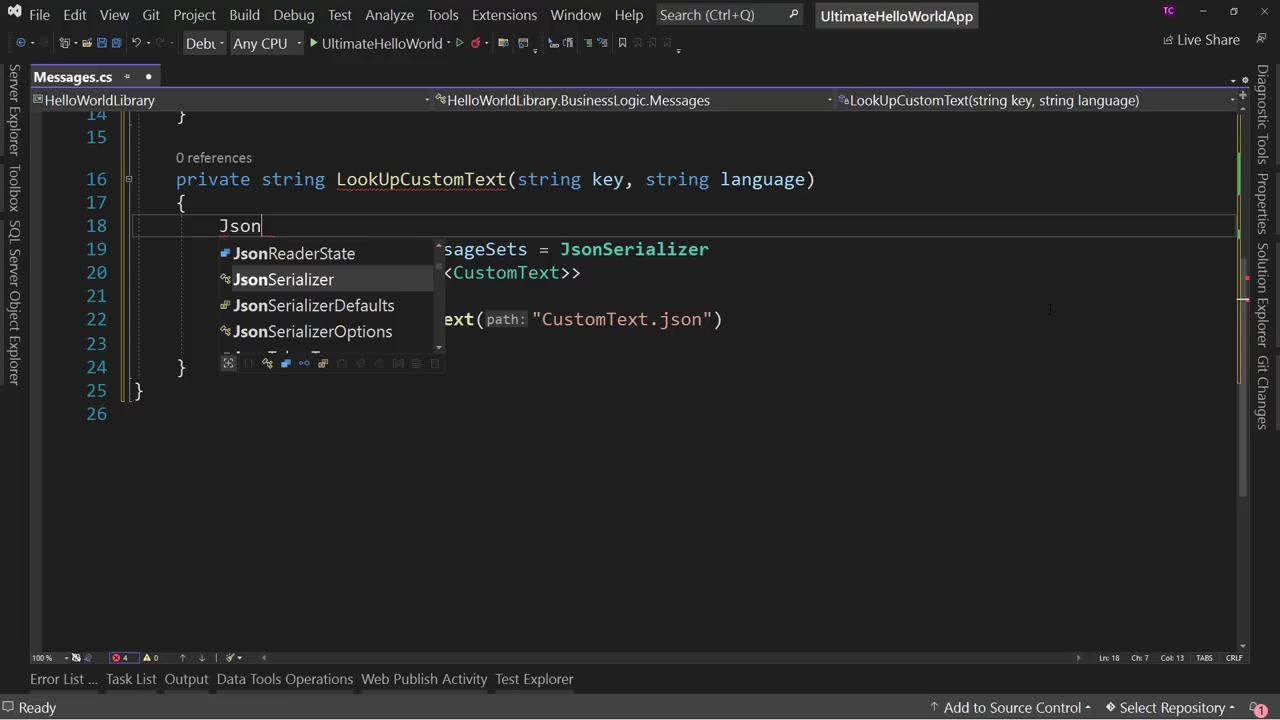 File Edit View Git Project Build Debug Test Analyze Tools Extensions Window Help Search (Ctrl+Q) UltimateHelloWorldApp TC
Debu Any CPU UltimateHelloWorld Live Share
Messages.cs
HelloWorldLibrary HelloWorldLibrary.BusinessLogic.Messages LookUpCustomText(string key, string language)
14 }
15
0 references
16 private string LookUpCustomText(string key, string language)
17 {
18 Json
19 sageSets = JsonSerializer
20 <CustomText>>
21
22 ext(path: "CustomText.json")
23
24 }
25 }
26
JsonReaderState
JsonSerializer
JsonSerializerDefaults
JsonSerializerOptions
Server Explorer
Toolbox
SQL Server Object Explorer
Diagnostic Tools
Properties
Solution Explorer
Git Changes
100 % 4 0 Ln: 18 Ch: 7 Col: 13 TABS CRLF
Error List ... Task List Output Data Tools Operations Web Publish Activity Test Explorer
Ready Add to Source Control Select Repository 1